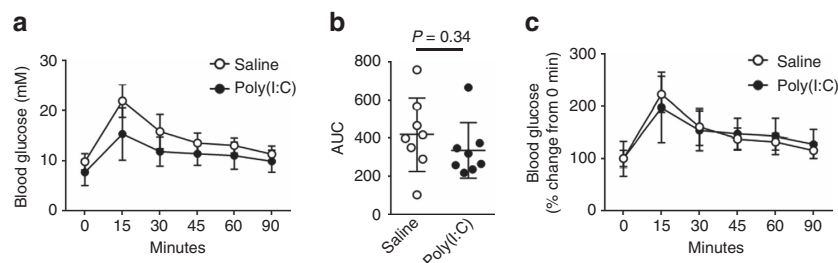 a
Blood glucose (mM)
30
20
10
0
0 15 30 45 60 90
Minutes
Saline
Poly(I:C)
b
P = 0.34
AUC
800
600
400
200
0
Saline
Poly(I:C)
c
Blood glucose
(% change from 0 min)
300
200
100
0
0 15 30 45 60 90
Minutes
Saline
Poly(I:C)